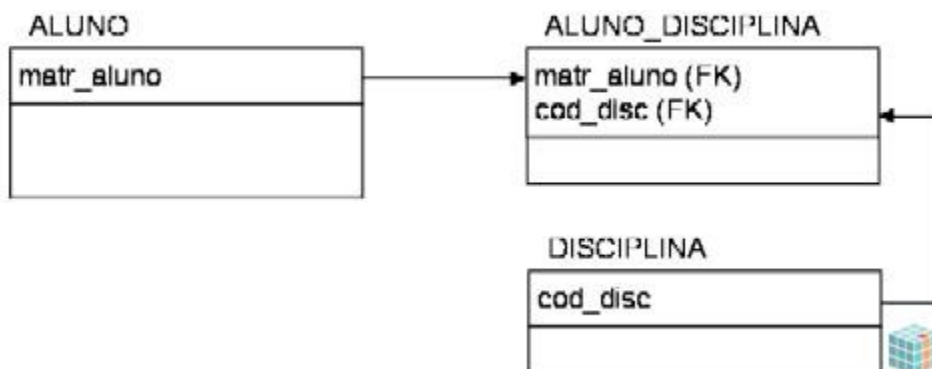 ALUNO
matr_aluno
ALUNO_DISCIPLINA
matr_aluno (FK)
cod_disc (FK)
DISCIPLINA
cod_disc